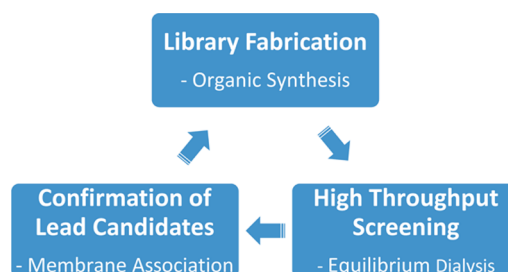 Library Fabrication
- Organic Synthesis
Confirmation of
Lead Candidates
- Membrane Association
High Throughput
Screening
- Equilibrium Dialysis